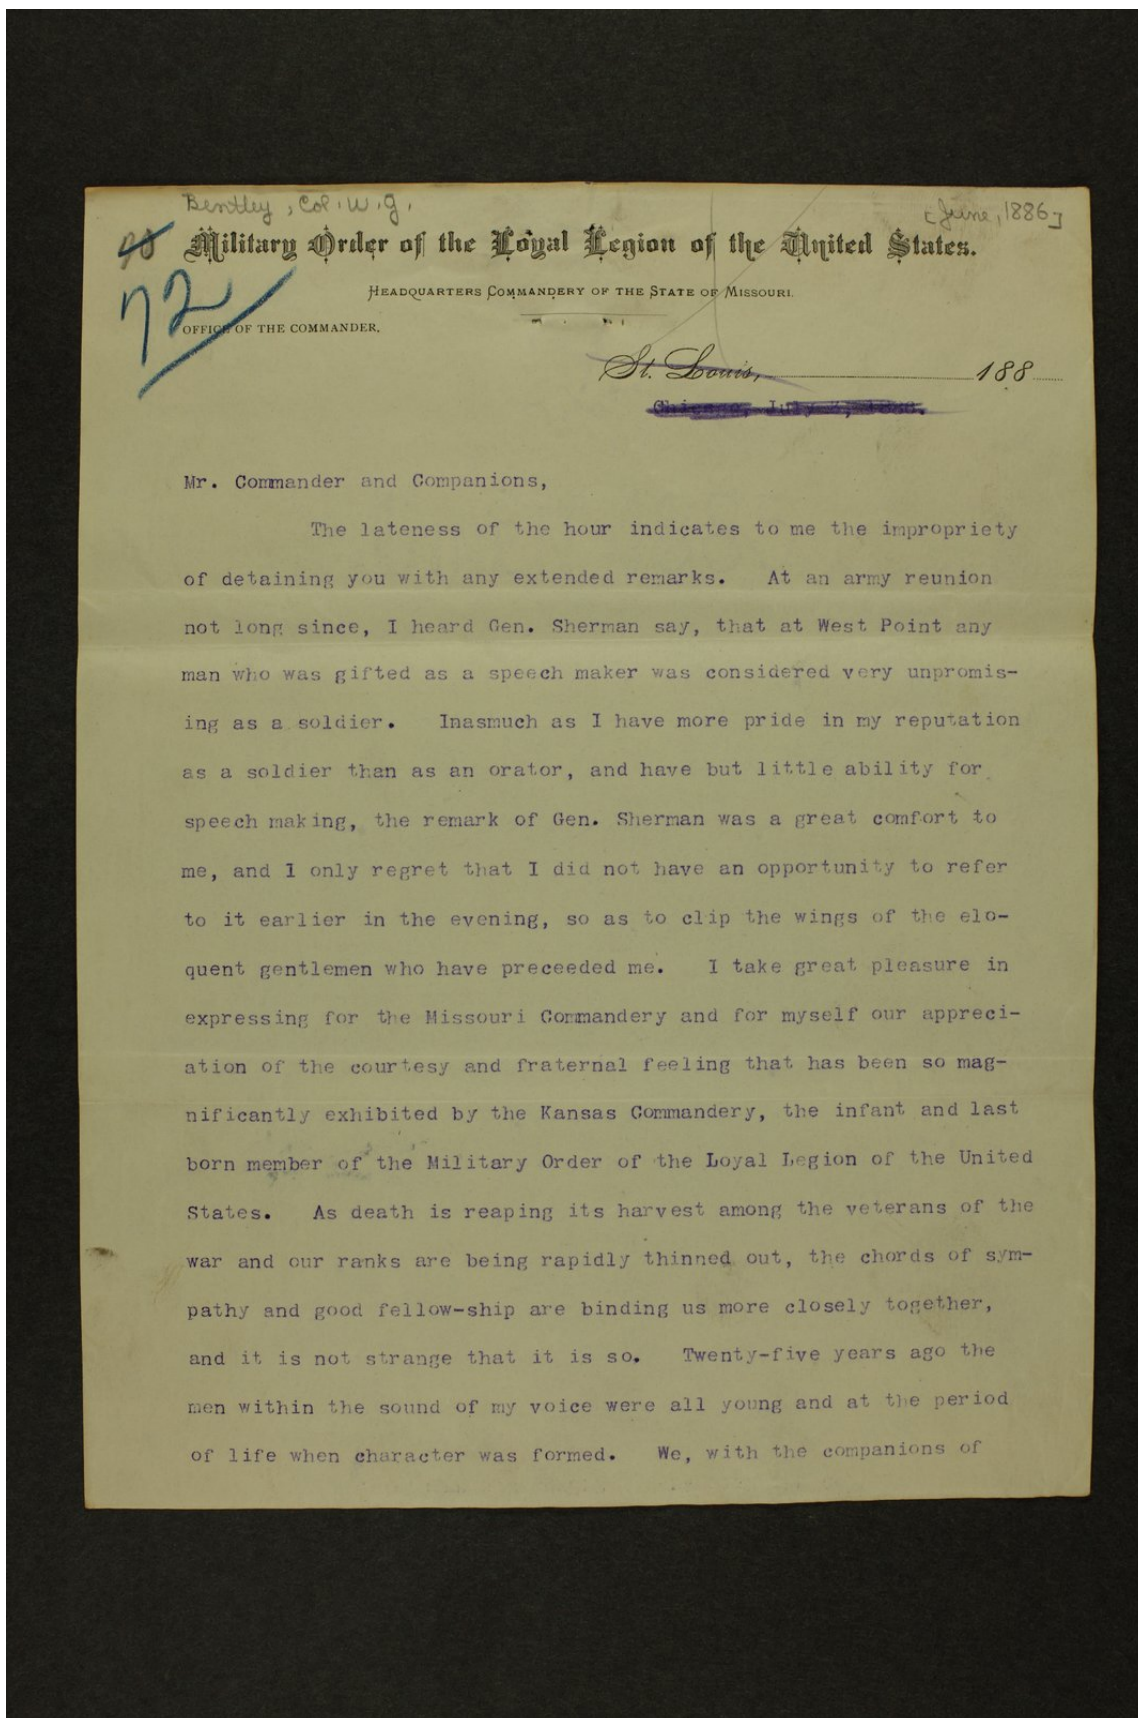 Bentley, Col. W. G.
[June, 1886]
Military Order of the Loyal Legion of the United States.
HEADQUARTERS COMMANDERY OF THE STATE OF MISSOURI.
72
OFFICE OF THE COMMANDER,
St. Louis, 188
Mr. Commander and Companions,
The lateness of the hour indicates to me the impropriety
of detaining you with any extended remarks. At an army reunion
not long since, I heard Gen. Sherman say, that at West Point any
man who was gifted as a speech maker was considered very unpromis-
ing as a soldier. Inasmuch as I have more pride in my reputation
as a soldier than as an orator, and have but little ability for
speech making, the remark of Gen. Sherman was a great comfort to
me, and I only regret that I did not have an opportunity to refer
to it earlier in the evening, so as to clip the wings of the elo-
quent gentlemen who have preceeded me. I take great pleasure in
expressing for the Missouri Commandery and for myself our appreci-
ation of the courtesy and fraternal feeling that has been so mag-
nificantly exhibited by the Kansas Commandery, the infant and last
born member of the Military Order of the Loyal Legion of the United
States. As death is reaping its harvest among the veterans of the
war and our ranks are being rapidly thinned out, the chords of sym-
pathy and good fellow-ship are binding us more closely together,
and it is not strange that it is so. Twenty-five years ago the
men within the sound of my voice were all young and at the period
of life when character was formed. We, with the companions of